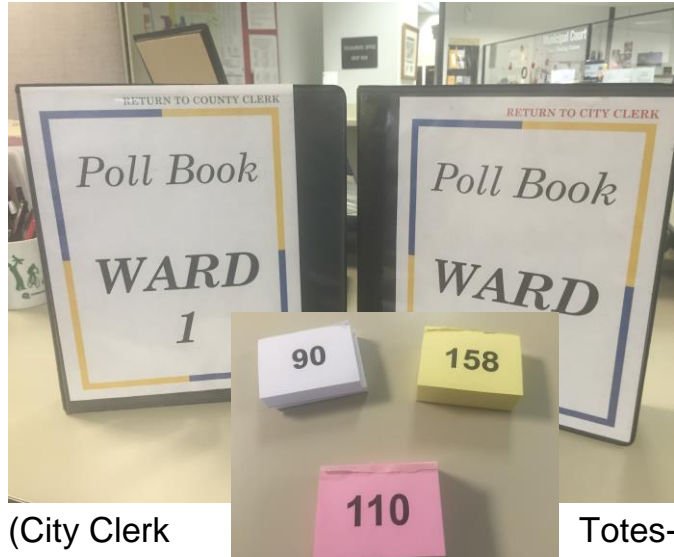 Municipal Court
RETURN TO COUNTY CLERK
Poll Book
WARD
1
RETURN TO CITY CLERK
Poll Book
WARD
90
158
110
(City Clerk
Totes-